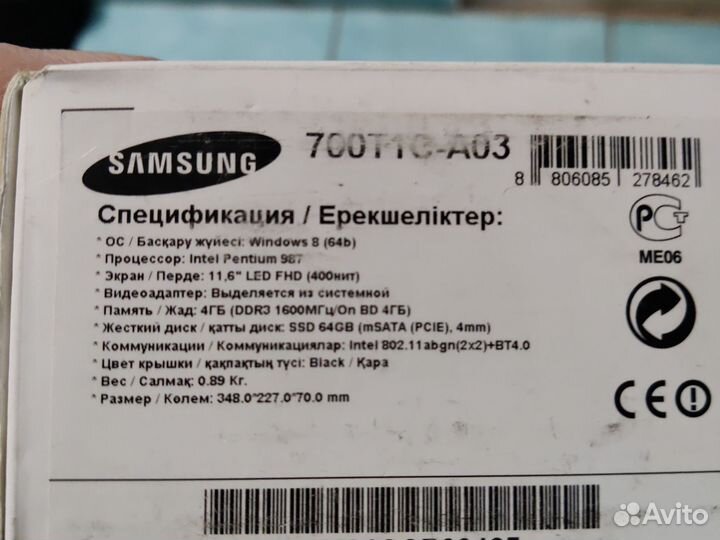 SAMSUNG
700T1C-A03
8 806085 278462
Спецификация / Ерекшеліктер:
* ОС / Басқару жүйесі: Windows 8 (64b)
* Процессор: Intel Pentium 987
* Экран / Перде: 11,6" LED FHD (400нит)
* Видеоадаптер: Выделяется из системной
* Память / Жад: 4ГБ (DDR3 1600МГц/On BD 4ГБ)
* Жесткий диск / қатты диск: SSD 64GB (mSATA (PCIE), 4mm)
* Коммуникации / Коммуникациялар: Intel 802.11abgn(2x2)+BT4.0
* Цвет крышки / қақпақтың түсі: Black / Қара
* Вес / Салмақ: 0.89 Кг.
* Размер / Көлем: 348.0*227.0*70.0 mm
РСТ
ME06
CE
Avito